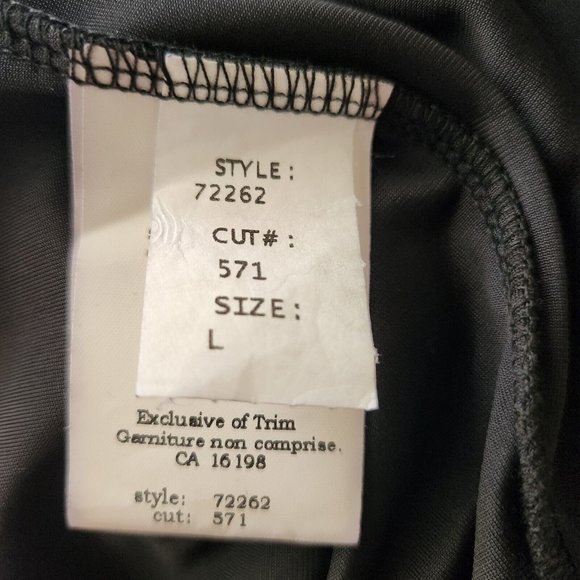 STYLE:
72262
CUT#:
571
SIZE:
L
Exclusive of Trim
Garniture non comprise.
CA 16198
style: 72262
cut: 571